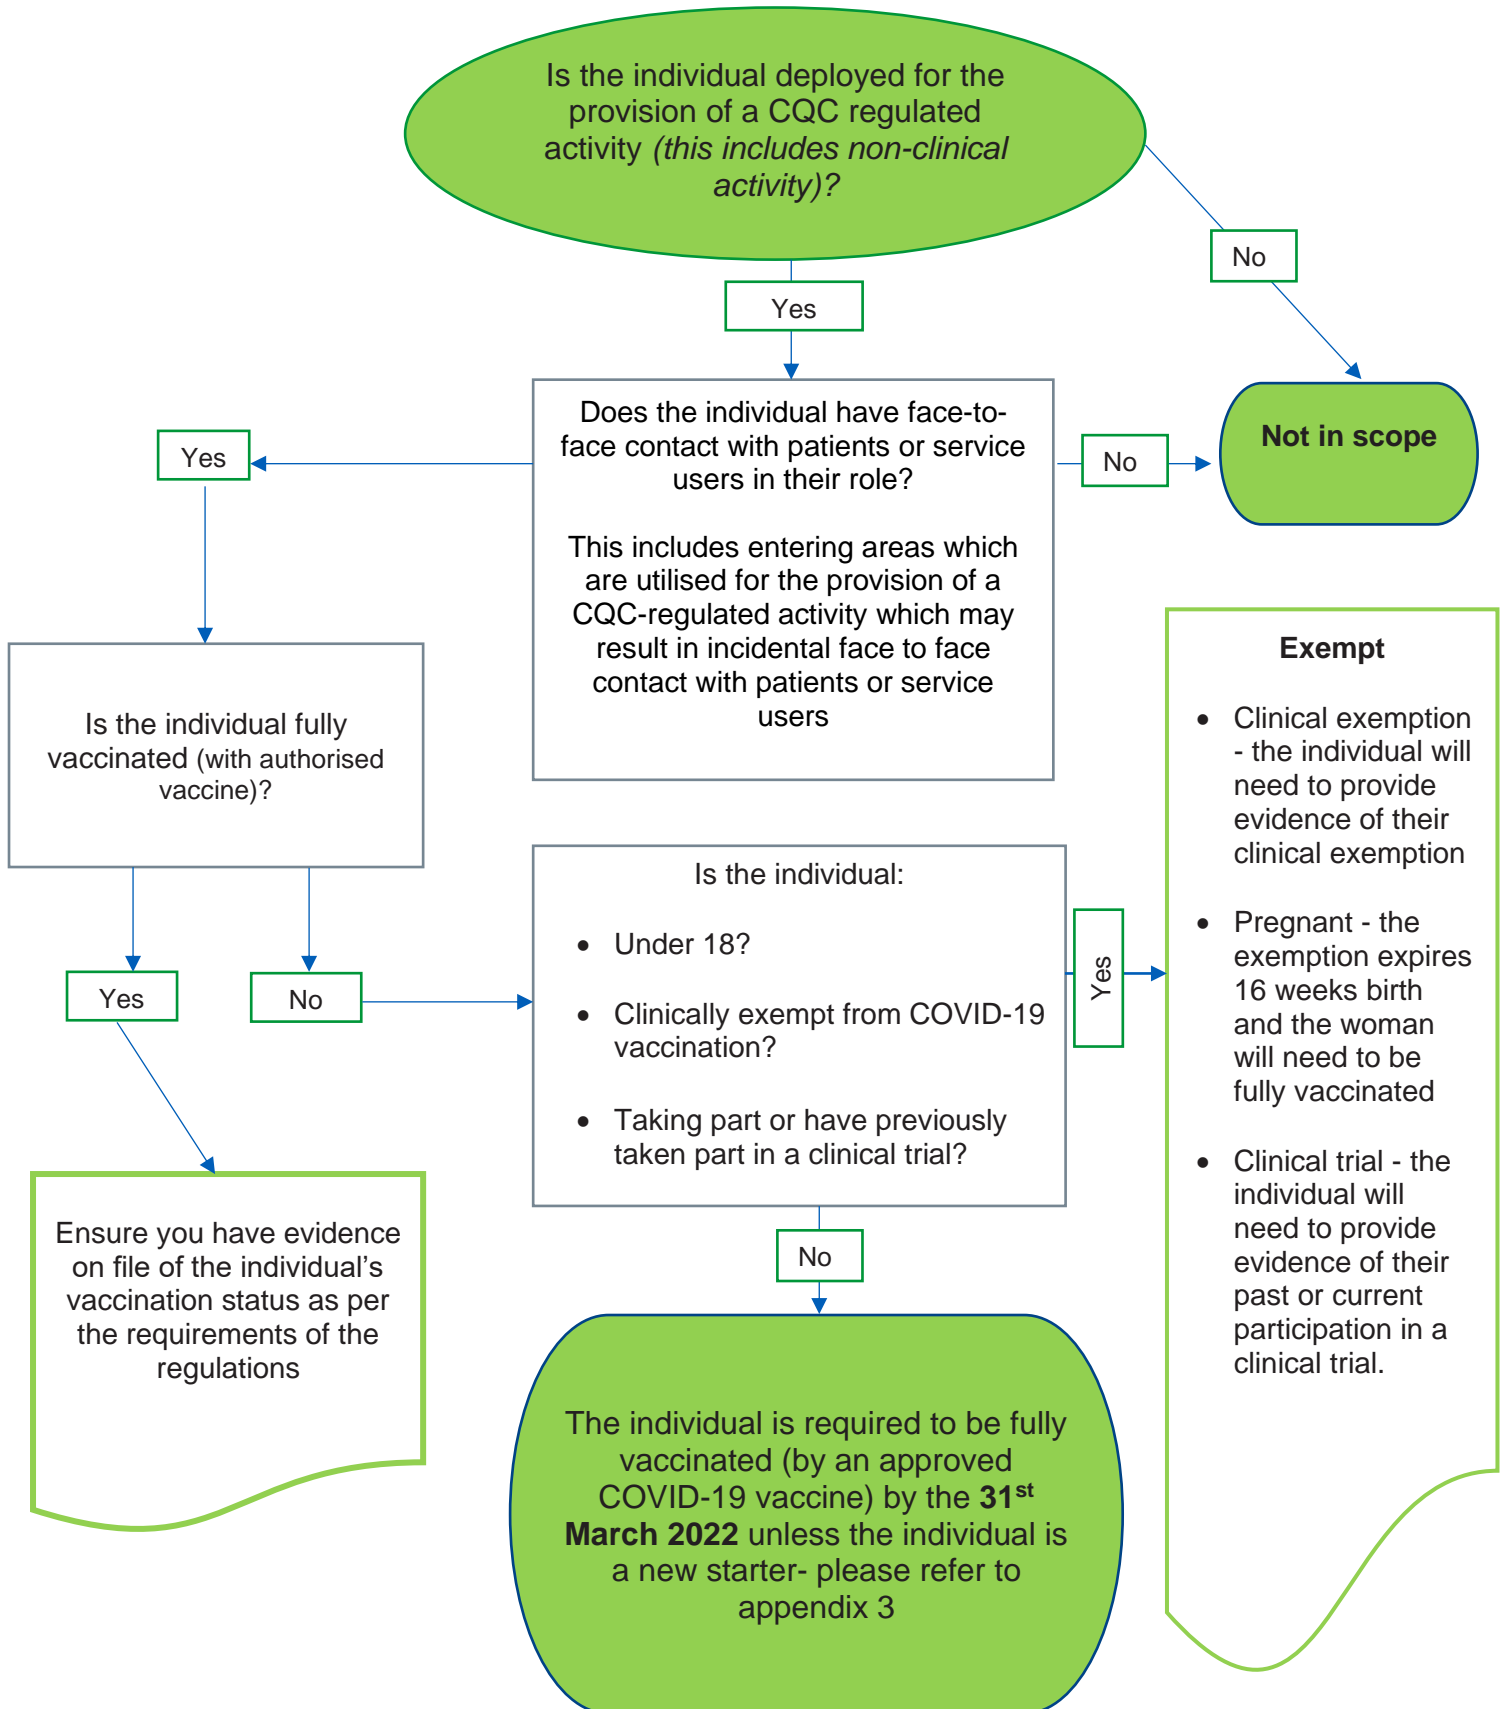 Is the individual deployed for the
provision of a CQC regulated
activity (this includes non-clinical
activity)?
No
Yes
Does the individual have face-to-
face contact with patients or service
users in their role?
This includes entering areas which
are utilised for the provision of a
CQC-regulated activity which may
result in incidental face to face
contact with patients or service
users
Yes
No
Not in scope
Is the individual fully
vaccinated (with authorised
vaccine)?
Yes
No
Is the individual:
• Under 18?
• Clinically exempt from COVID-19
vaccination?
• Taking part or have previously
taken part in a clinical trial?
Yes
Exempt
• Clinical exemption
- the individual will
need to provide
evidence of their
clinical exemption
• Pregnant - the
exemption expires
16 weeks birth
and the woman
will need to be
fully vaccinated
• Clinical trial - the
individual will
need to provide
evidence of their
past or current
participation in a
clinical trial.
Ensure you have evidence
on file of the individual’s
vaccination status as per
the requirements of the
regulations
No
The individual is required to be fully
vaccinated (by an approved
COVID-19 vaccine) by the 31st
March 2022 unless the individual is
a new starter- please refer to
appendix 3